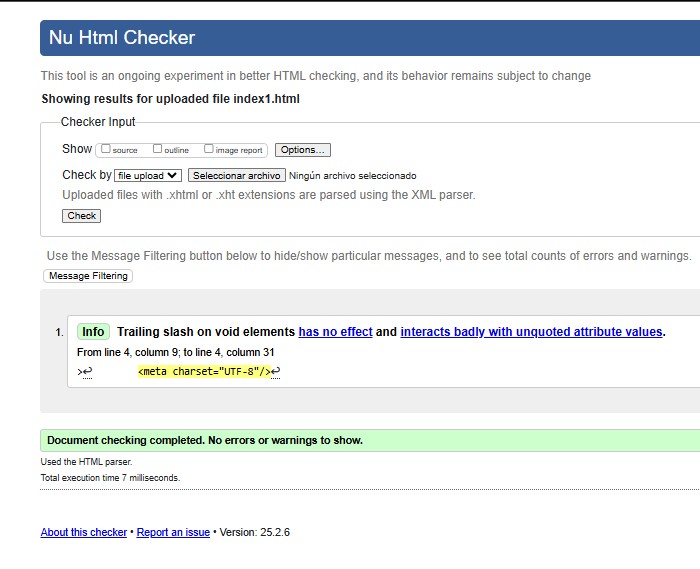 Nu Html Checker
This tool is an ongoing experiment in better HTML checking, and its behavior remains subject to change
Showing results for uploaded file index1.html
Checker Input
Show source outline image report Options...
Check by file upload Seleccionar archivo Ningún archivo seleccionado
Uploaded files with .xhtml or .xht extensions are parsed using the XML parser.
Check
Use the Message Filtering button below to hide/show particular messages, and to see total counts of errors and warnings.
Message Filtering
1. Info Trailing slash on void elements has no effect and interacts badly with unquoted attribute values.
From line 4, column 9; to line 4, column 31
>↩ <meta charset="UTF-8"/>↩
Document checking completed. No errors or warnings to show.
Used the HTML parser.
Total execution time 7 milliseconds.
About this checker • Report an issue • Version: 25.2.6